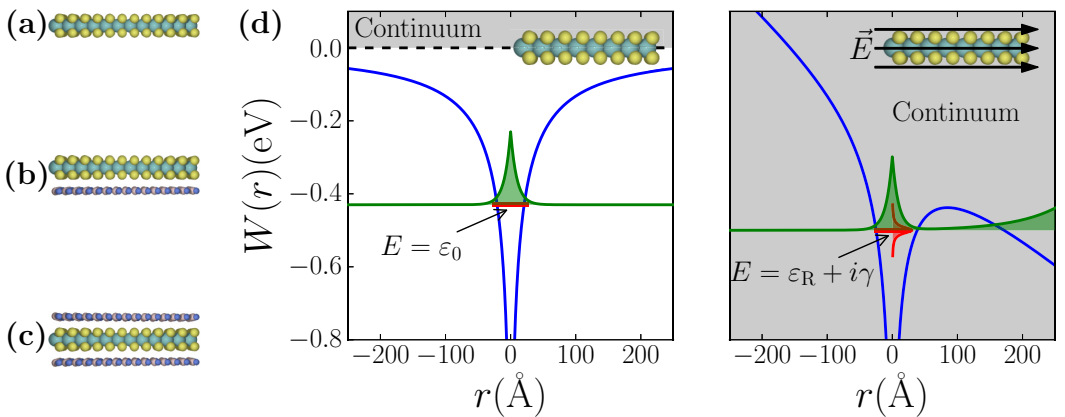 (a)
(b)
(c)
(d)
Continuum
0.0
−0.2
−0.4
−0.6
−0.8
W(r)(eV)
E = ε₀
−200 −100 0 100 200
r(Å)
E⃗
Continuum
E = ε_R + iγ
−200 −100 0 100 200
r(Å)